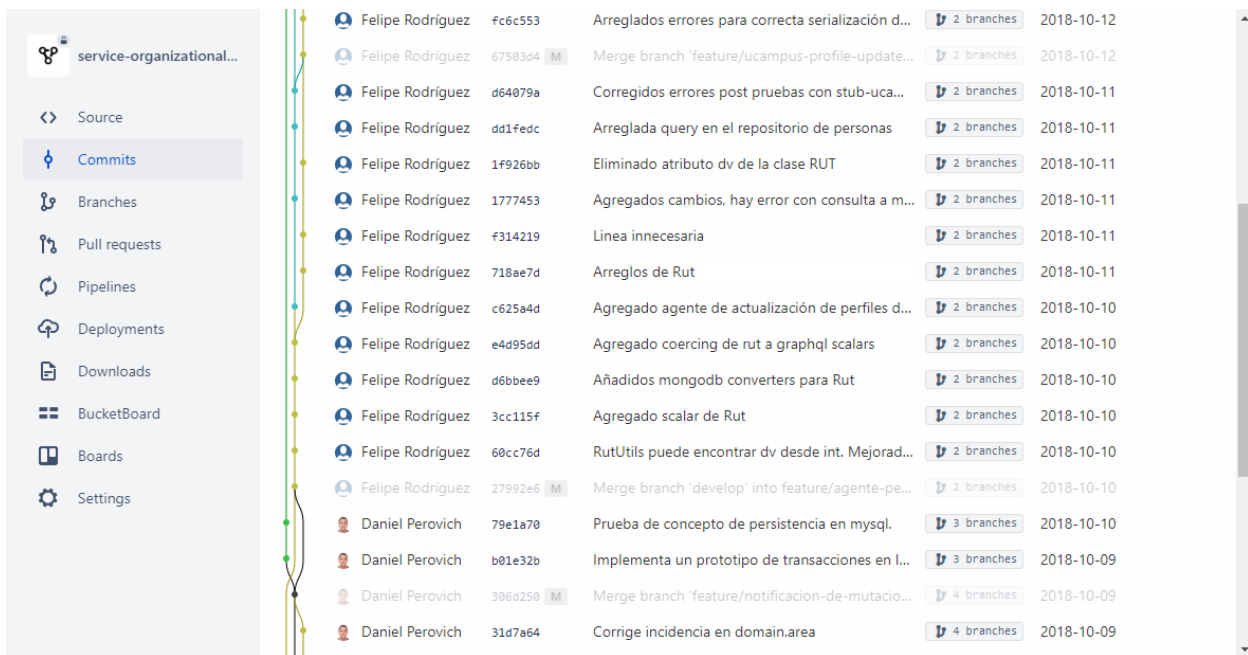 service-organizational...
Source
Commits
Branches
Pull requests
Pipelines
Deployments
Downloads
BucketBoard
Boards
Settings
Felipe Rodríguez fc6c553 Arreglados errores para correcta serialización d... 2 branches 2018-10-12
Felipe Rodríguez 67503d4 M Merge branch 'feature/ucampus-profile-update... 2 branches 2018-10-12
Felipe Rodríguez d64079a Corregidos errores post pruebas con stub-uca... 2 branches 2018-10-11
Felipe Rodríguez dd1fedc Arreglada query en el repositorio de personas 2 branches 2018-10-11
Felipe Rodríguez 1f926bb Eliminado atributo dv de la clase RUT 2 branches 2018-10-11
Felipe Rodríguez 1777453 Agregados cambios, hay error con consulta a m... 2 branches 2018-10-11
Felipe Rodríguez f314219 Linea innecesaria 2 branches 2018-10-11
Felipe Rodríguez 718ae7d Arreglos de Rut 2 branches 2018-10-11
Felipe Rodríguez c625a4d Agregado agente de actualización de perfiles d... 2 branches 2018-10-10
Felipe Rodríguez e4d95dd Agregado coercing de rut a graphql scalars 2 branches 2018-10-10
Felipe Rodríguez d6bbee9 Añadidos mongodb converters para Rut 2 branches 2018-10-10
Felipe Rodríguez 3cc115f Agregado scalar de Rut 2 branches 2018-10-10
Felipe Rodríguez 60cc76d RutUtils puede encontrar dv desde int. Mejorad... 2 branches 2018-10-10
Felipe Rodríguez 27992e6 M Merge branch 'develop' into feature/agente-pe... 2 branches 2018-10-10
Daniel Perovich 79e1a70 Prueba de concepto de persistencia en mysql. 3 branches 2018-10-10
Daniel Perovich b01e32b Implementa un prototipo de transacciones en l... 3 branches 2018-10-09
Daniel Perovich 306d250 M Merge branch 'feature/notificacion-de-mutacio... 4 branches 2018-10-09
Daniel Perovich 31d7a64 Corrige incidencia en domain.area 4 branches 2018-10-09